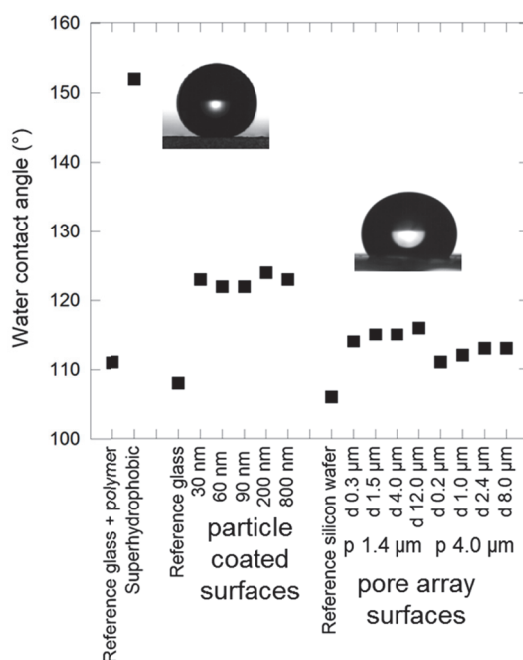 160
150
140
130
120
110
100
Water contact angle (°)
Reference glass + polymer
Superhydrophobic
Reference glass
30 nm
60 nm
90 nm
200 nm
800 nm
particle
coated
surfaces
Reference silicon wafer
d 0.3 µm
d 1.5 µm
d 4.0 µm
d 12.0 µm
d 0.2 µm
d 1.0 µm
d 2.4 µm
d 8.0 µm
p 1.4 µm p 4.0 µm
pore array
surfaces